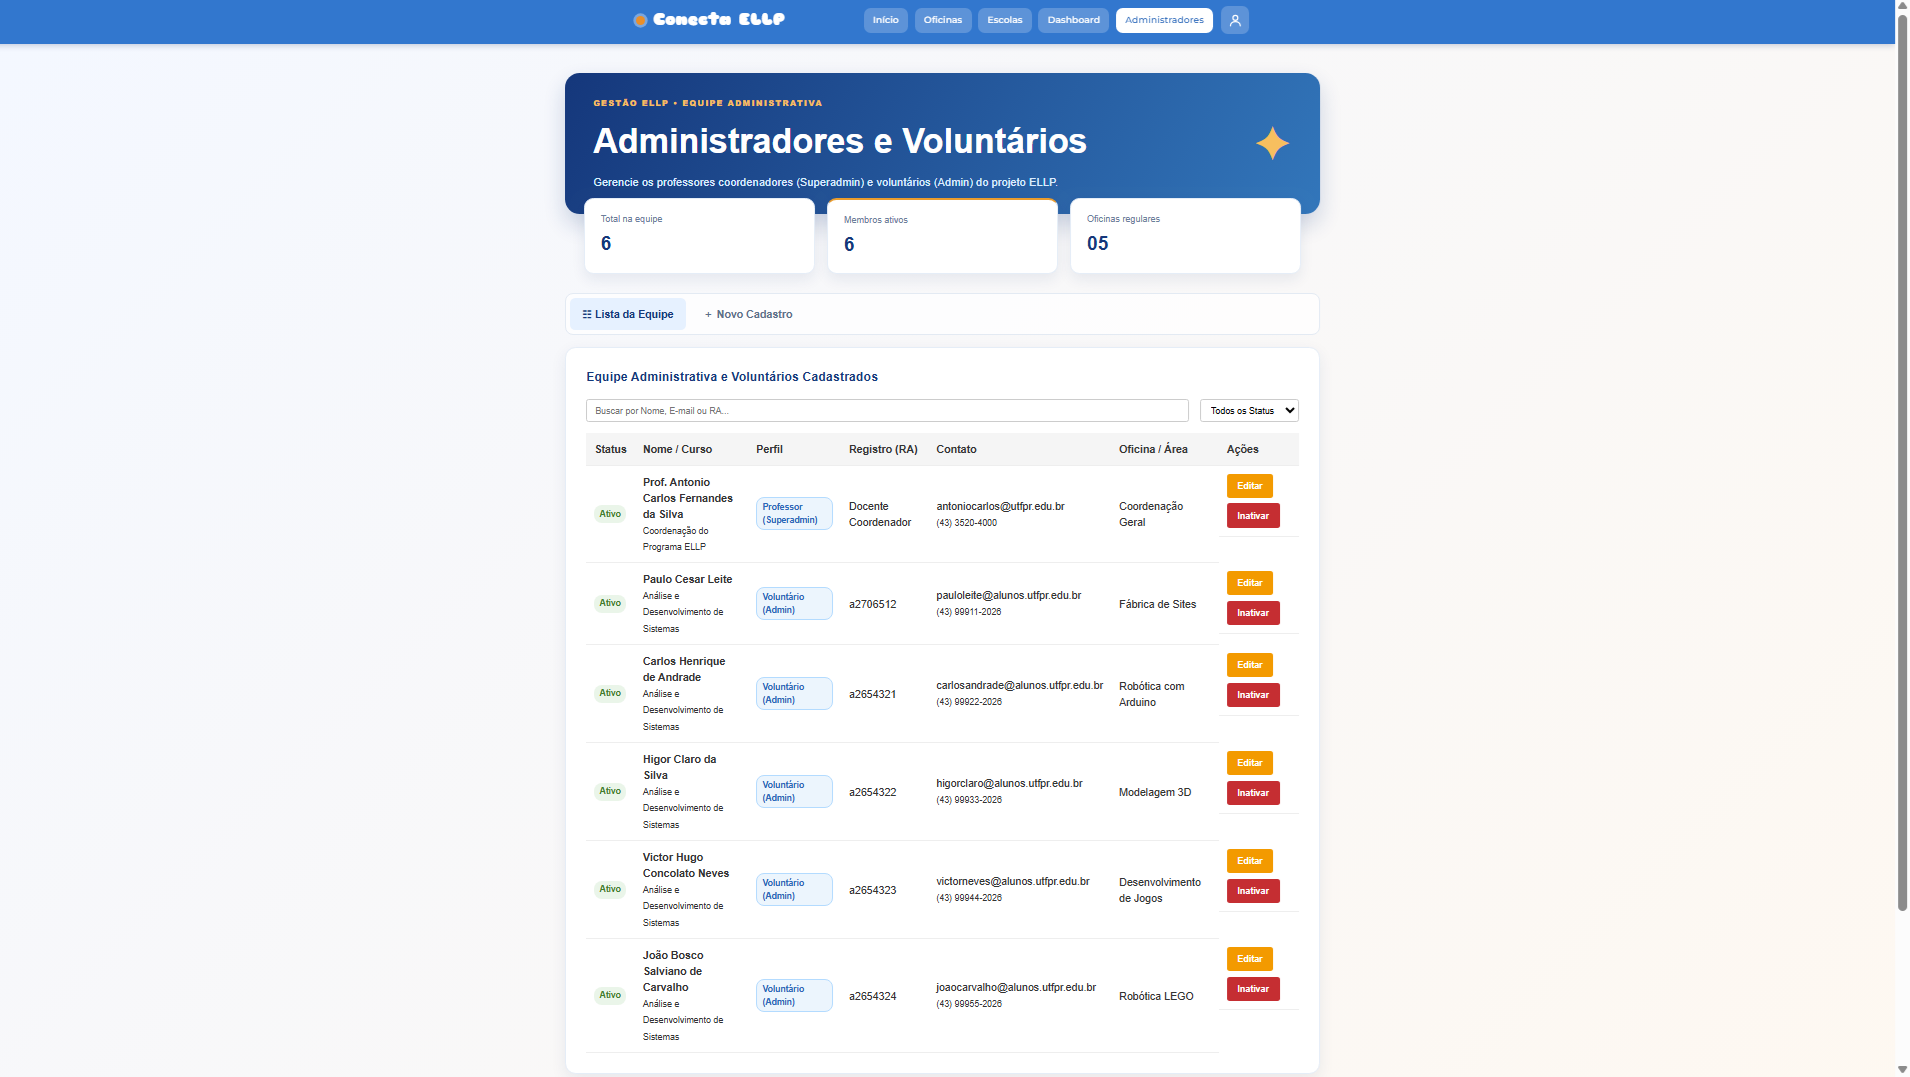 Conecta ELLP
Início
Oficinas
Escolas
Dashboard
Administradores
GESTÃO ELLP • EQUIPE ADMINISTRATIVA
Administradores e Voluntários
Gerencie os professores coordenadores (Superadmin) e voluntários (Admin) do projeto ELLP.
Total na equipe
6
Membros ativos
6
Oficinas regulares
05
Lista da Equipe
+ Novo Cadastro
Equipe Administrativa e Voluntários Cadastrados
Buscar por Nome, E-mail ou RA...
Todos os Status
Status
Nome / Curso
Perfil
Registro (RA)
Contato
Oficina / Área
Ações
Ativo
Prof. Antonio
Carlos Fernandes
da Silva
Coordenação do
Programa ELLP
Professor
(Superadmin)
Docente
Coordenador
antoniocarlos@utfpr.edu.br
(43) 3520-4000
Coordenação
Geral
Editar
Inativar
Ativo
Paulo Cesar Leite
Análise e
Desenvolvimento de
Sistemas
Voluntário
(Admin)
a2706512
pauloleite@alunos.utfpr.edu.br
(43) 99911-2026
Fábrica de Sites
Editar
Inativar
Ativo
Carlos Henrique
de Andrade
Análise e
Desenvolvimento de
Sistemas
Voluntário
(Admin)
a2654321
carlosandrade@alunos.utfpr.edu.br
(43) 99922-2026
Robótica com
Arduino
Editar
Inativar
Ativo
Higor Claro da
Silva
Análise e
Desenvolvimento de
Sistemas
Voluntário
(Admin)
a2654322
higorclaro@alunos.utfpr.edu.br
(43) 99933-2026
Modelagem 3D
Editar
Inativar
Ativo
Victor Hugo
Concolato Neves
Análise e
Desenvolvimento de
Sistemas
Voluntário
(Admin)
a2654323
victorneves@alunos.utfpr.edu.br
(43) 99944-2026
Desenvolvimento
de Jogos
Editar
Inativar
Ativo
João Bosco
Salviano de
Carvalho
Análise e
Desenvolvimento de
Sistemas
Voluntário
(Admin)
a2654324
joaocarvalho@alunos.utfpr.edu.br
(43) 99955-2026
Robótica LEGO
Editar
Inativar